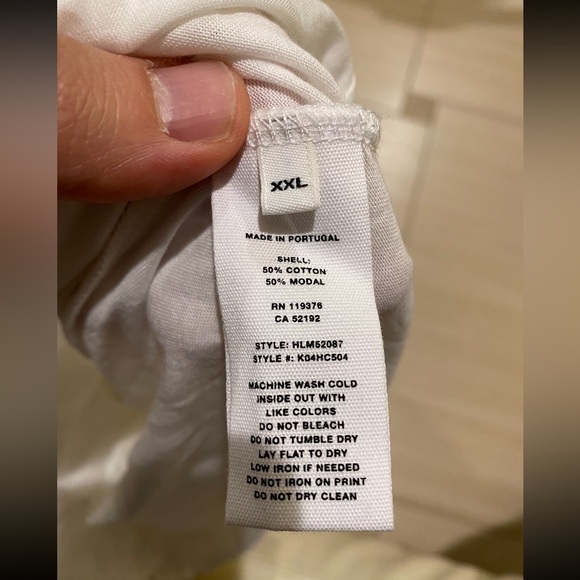 XXL
MADE IN PORTUGAL
SHELL:
50% COTTON
50% MODAL
RN 119376
CA 52192
STYLE: HLM52087
STYLE #: K04HC504
MACHINE WASH COLD
INSIDE OUT WITH
LIKE COLORS
DO NOT BLEACH
DO NOT TUMBLE DRY
LAY FLAT TO DRY
LOW IRON IF NEEDED
DO NOT IRON ON PRINT
DO NOT DRY CLEAN